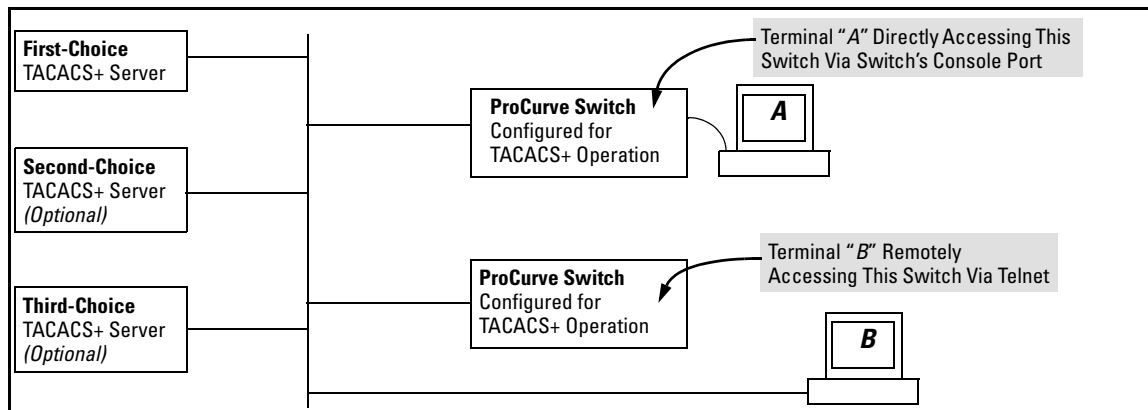 First-Choice
TACACS+ Server
Second-Choice
TACACS+ Server
(Optional)
Third-Choice
TACACS+ Server
(Optional)
ProCurve Switch
Configured for
TACACS+ Operation
Terminal “A” Directly Accessing This
Switch Via Switch’s Console Port
A
ProCurve Switch
Configured for
TACACS+ Operation
Terminal “B” Remotely
Accessing This Switch Via Telnet
B